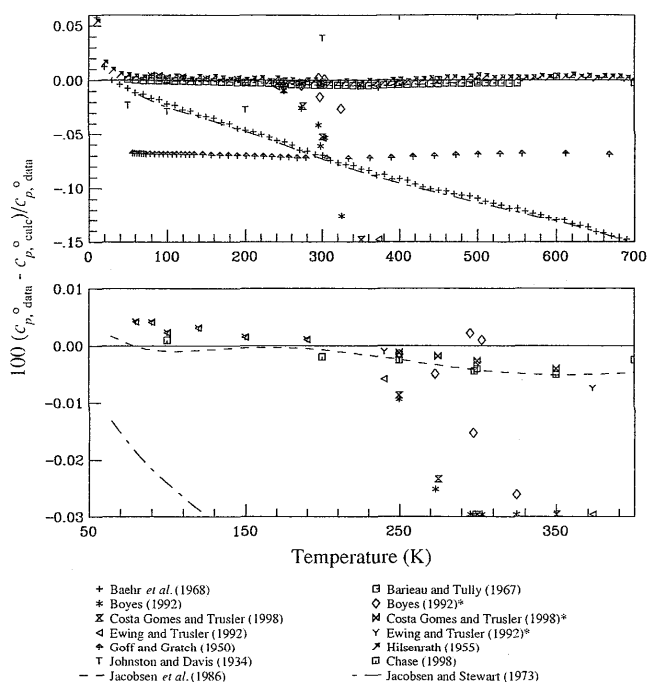 0.05
0.00
-.05
-.10
-.15
0 100 200 300 400 500 600 700
100 (c°p, data - c°p, calc)/c°p, data
0.01
0.00
-0.01
-0.02
-0.03
50 150 250 350
Temperature (K)
+ Baehr et al. (1968)
* Boyes (1992)
Costa Gomes and Trusler (1998)
Ewing and Trusler (1992)
Goff and Gratch (1950)
Johnston and Davis (1934)
Jacobsen et al. (1986)
Barieau and Tully (1967)
Boyes (1992)*
Costa Gomes and Trusler (1998)*
Ewing and Trusler (1992)*
Hilsenrath (1955)
Chase (1998)
Jacobsen and Stewart (1973)